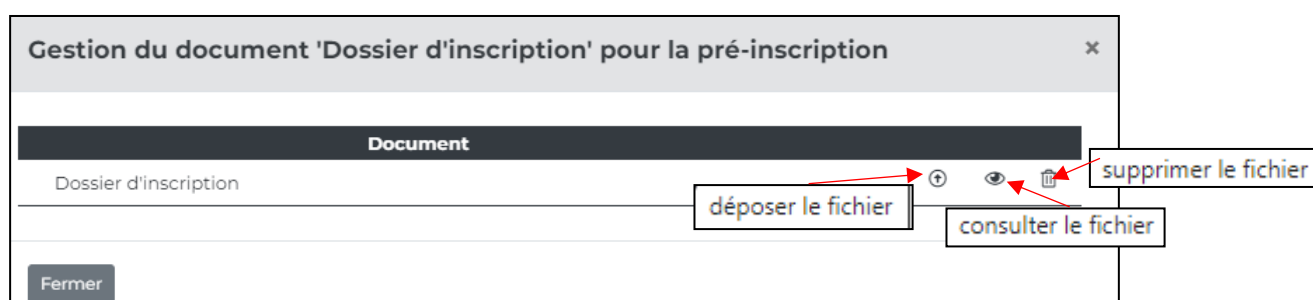 Gestion du document 'Dossier d'inscription' pour la pré-inscription ×
Document
Dossier d'inscription
supprimer le fichier
déposer le fichier
consulter le fichier
Fermer